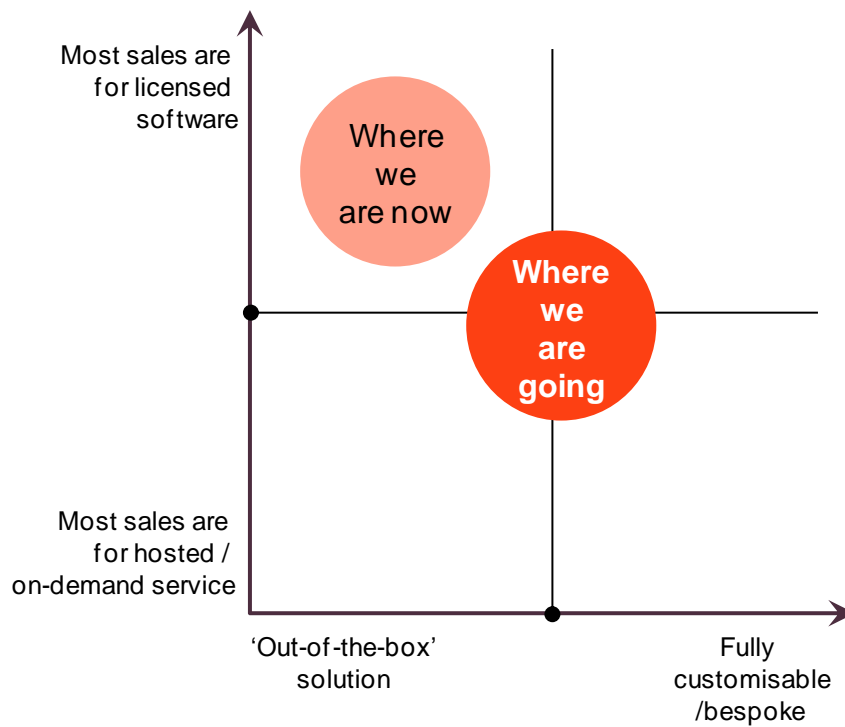 Most sales are
for licensed
software
Where
we
are now
Where
we
are
going
Most sales are
for hosted /
on-demand service
‘Out-of-the-box’
solution
Fully
customisable
/bespoke